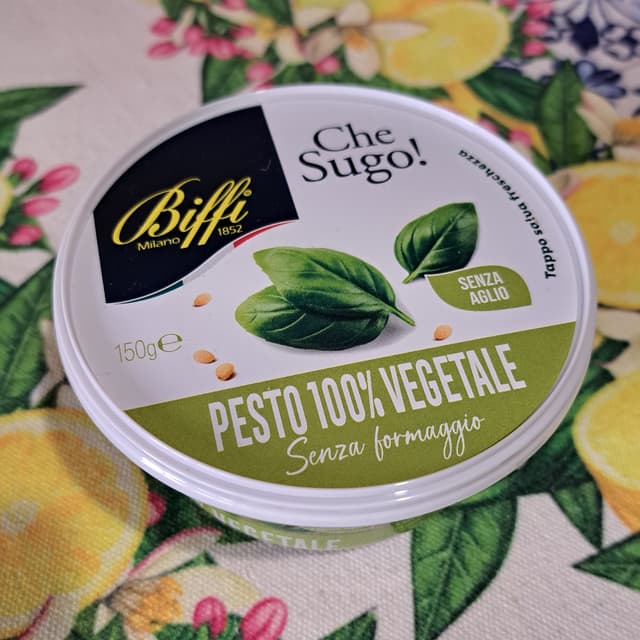 Che
Sugo!
Biffi
Milano 1852
Tappo salva freschezza
SENZA
AGLIO
150g℮
PESTO 100% VEGETALE
Senza formaggio
VEGETALE